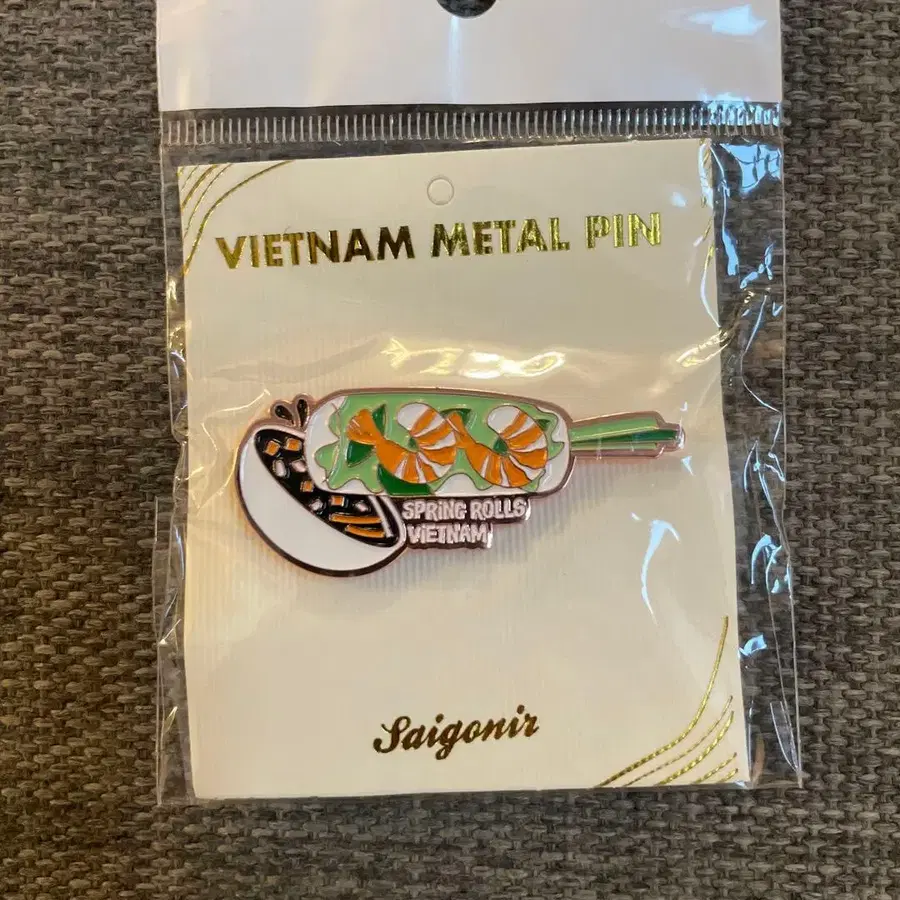 VIETNAM METAL PIN
SPRiNG ROLLS
ViETNAM
Saigonir